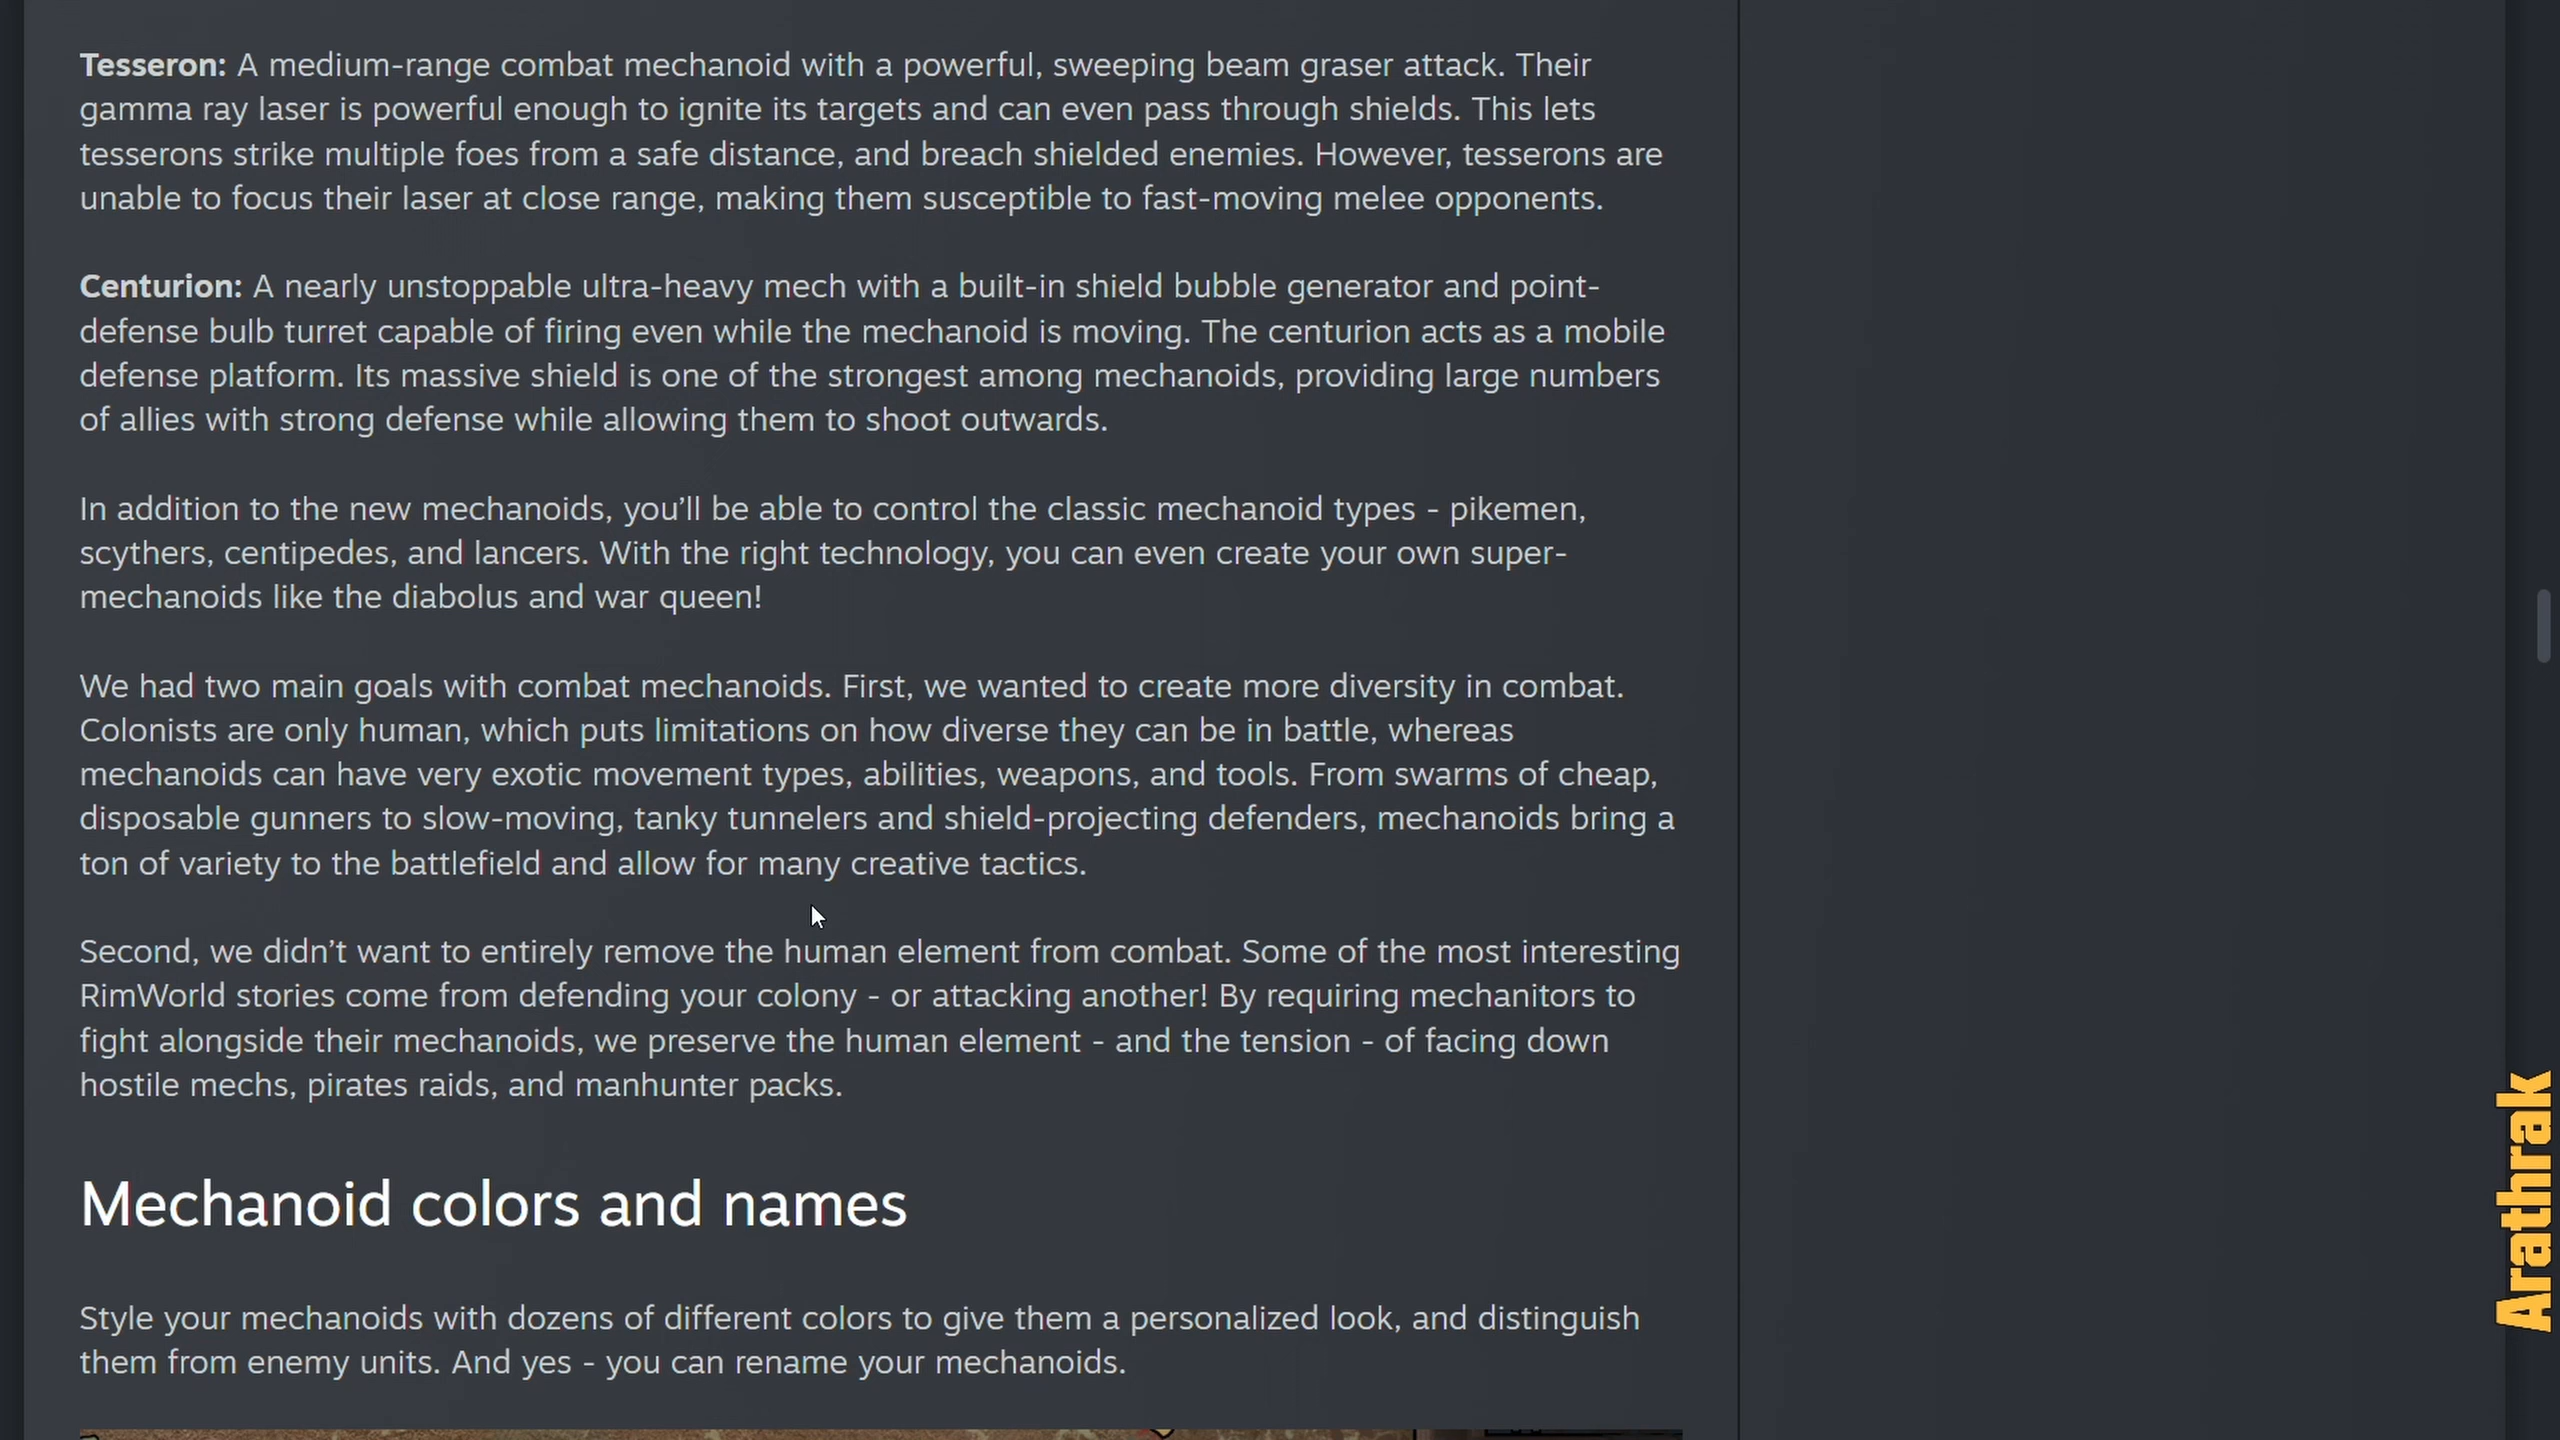 Tesseron: A medium-range combat mechanoid with a powerful, sweeping beam graser attack. Their
gamma ray laser is powerful enough to ignite its targets and can even pass through shields. This lets
tesserons strike multiple foes from a safe distance, and breach shielded enemies. However, tesserons are
unable to focus their laser at close range, making them susceptible to fast-moving melee opponents.
Centurion: A nearly unstoppable ultra-heavy mech with a built-in shield bubble generator and point-
defense bulb turret capable of firing even while the mechanoid is moving. The centurion acts as a mobile
defense platform. Its massive shield is one of the strongest among mechanoids, providing large numbers
of allies with strong defense while allowing them to shoot outwards.
In addition to the new mechanoids, you’ll be able to control the classic mechanoid types - pikemen,
scythers, centipedes, and lancers. With the right technology, you can even create your own super-
mechanoids like the diabolus and war queen!
We had two main goals with combat mechanoids. First, we wanted to create more diversity in combat.
Colonists are only human, which puts limitations on how diverse they can be in battle, whereas
mechanoids can have very exotic movement types, abilities, weapons, and tools. From swarms of cheap,
disposable gunners to slow-moving, tanky tunnelers and shield-projecting defenders, mechanoids bring a
ton of variety to the battlefield and allow for many creative tactics.
Second, we didn’t want to entirely remove the human element from combat. Some of the most interesting
RimWorld stories come from defending your colony - or attacking another! By requiring mechanitors to
fight alongside their mechanoids, we preserve the human element - and the tension - of facing down
hostile mechs, pirates raids, and manhunter packs.
Mechanoid colors and names
Style your mechanoids with dozens of different colors to give them a personalized look, and distinguish
them from enemy units. And yes - you can rename your mechanoids.
Arathrak